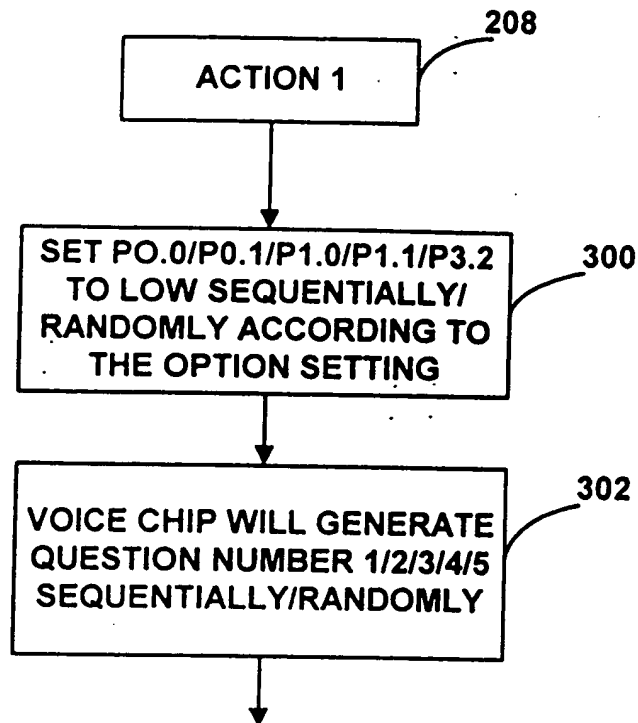 208
ACTION 1
SET PO.0/P0.1/P1.0/P1.1/P3.2
TO LOW SEQUENTIALLY/
RANDOMLY ACCORDING TO
THE OPTION SETTING
300
302
VOICE CHIP WILL GENERATE
QUESTION NUMBER 1/2/3/4/5
SEQUENTIALLY/RANDOMLY